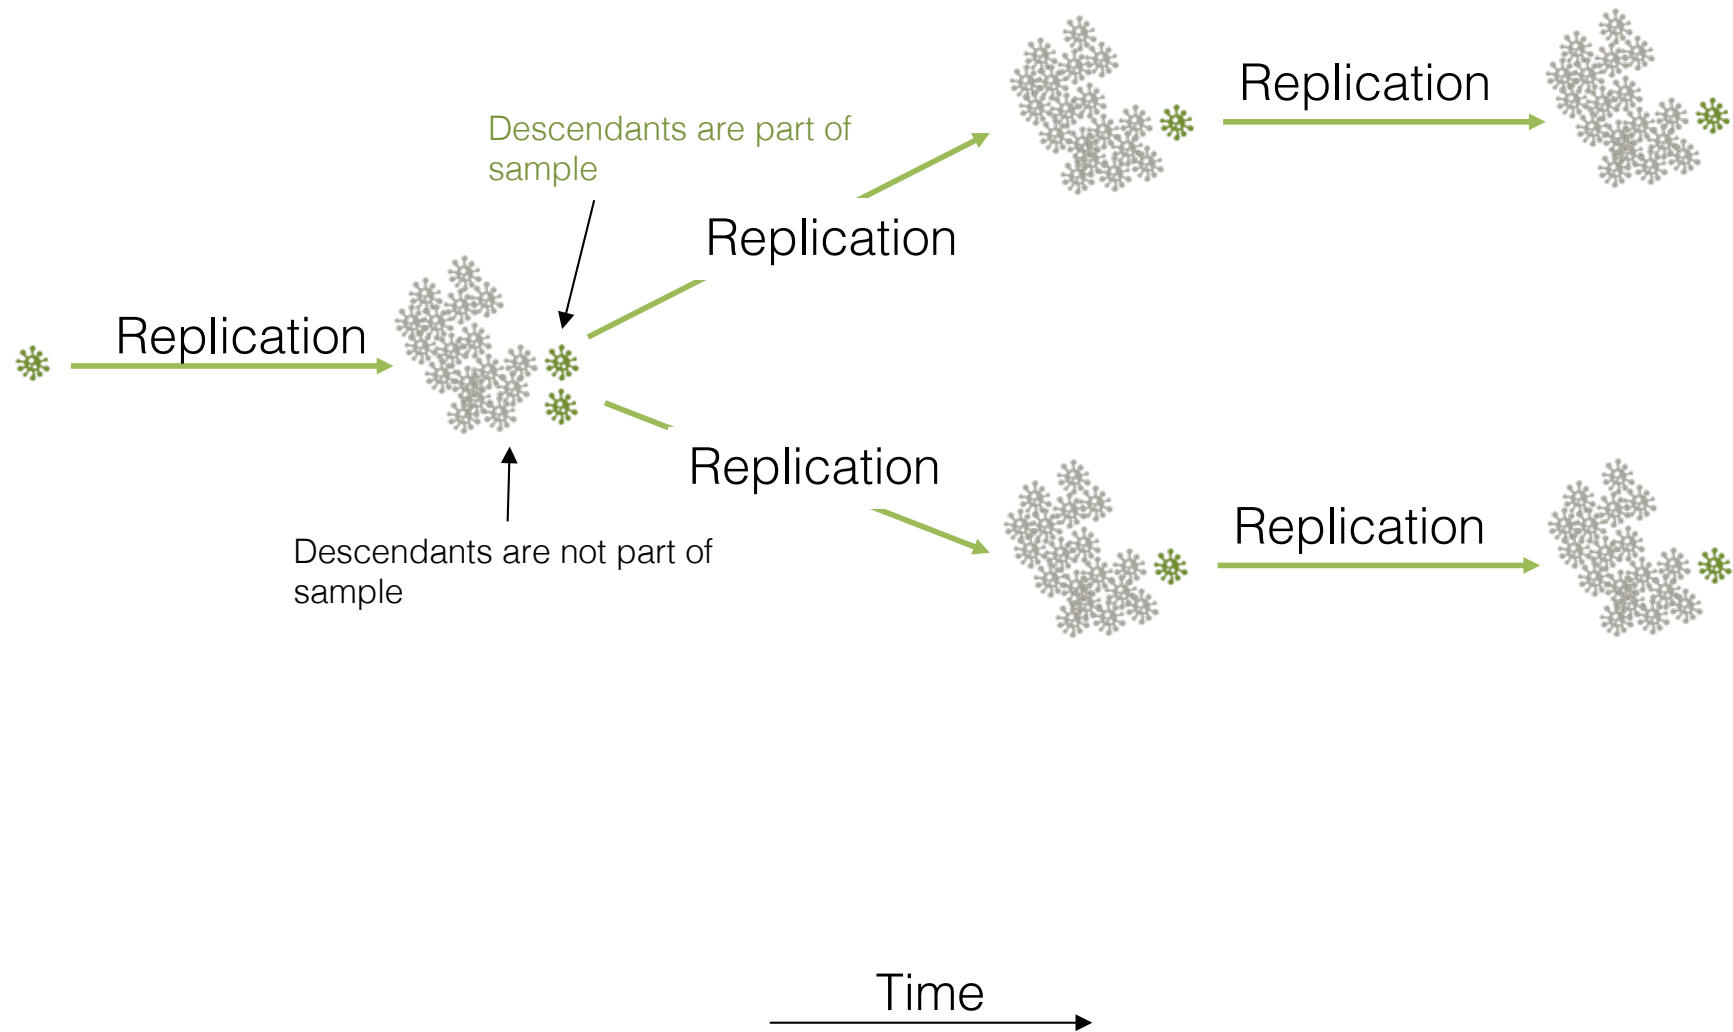 Replication
Descendants are part of
sample
Replication
Replication
Replication
Replication
Descendants are not part of
sample
Time